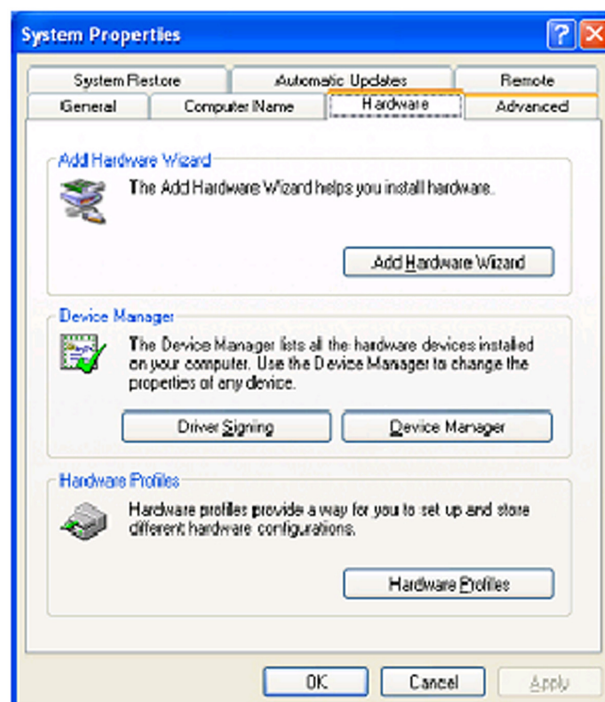 System Properties
System Restore Automatic Updates Remote
General Computer Name Hardware Advanced
Add Hardware Wizard
The Add Hardware Wizard helps you install hardware.
Add Hardware Wizard
Device Manager
The Device Manager lists all the hardware devices installed
on your computer. Use the Device Manager to change the
properties of any device.
Driver Signing Device Manager
Hardware Profiles
Hardware profiles provide a way for you to set up and store
different hardware configurations.
Hardware Profiles
OK Cancel Apply